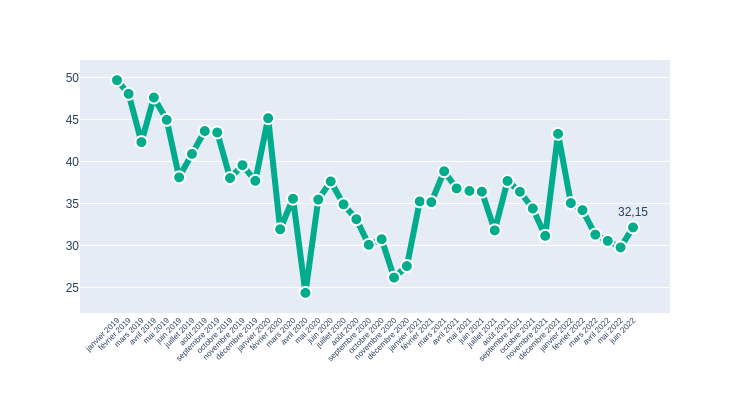 50
45
40
35
30
25
32,15
janvier 2019
février 2019
mars 2019
avril 2019
mai 2019
juin 2019
juillet 2019
août 2019
septembre 2019
octobre 2019
novembre 2019
décembre 2019
janvier 2020
février 2020
mars 2020
avril 2020
mai 2020
juin 2020
juillet 2020
août 2020
septembre 2020
octobre 2020
novembre 2020
décembre 2020
janvier 2021
février 2021
mars 2021
avril 2021
mai 2021
juin 2021
juillet 2021
août 2021
septembre 2021
octobre 2021
novembre 2021
décembre 2021
janvier 2022
février 2022
mars 2022
avril 2022
mai 2022
juin 2022